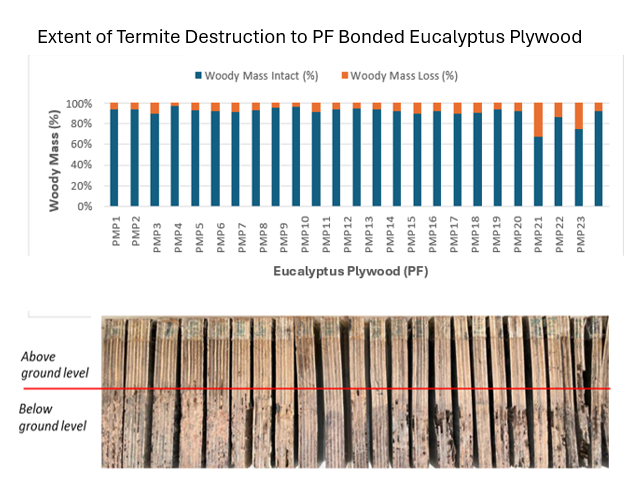 Extent of Termite Destruction to PF Bonded Eucalyptus Plywood
Woody Mass Intact (%) Woody Mass Loss (%)
Woody Mass (%)
100%
80%
60%
40%
20%
0%
PMP1 PMP2 PMP3 PMP4 PMP5 PMP6 PMP7 PMP8 PMP9 PMP10 PMP11 PMP12 PMP13 PMP14 PMP15 PMP16 PMP17 PMP18 PMP19 PMP20 PMP21 PMP22 PMP23
Eucalyptus Plywood (PF)
Above
ground level
Below
ground level